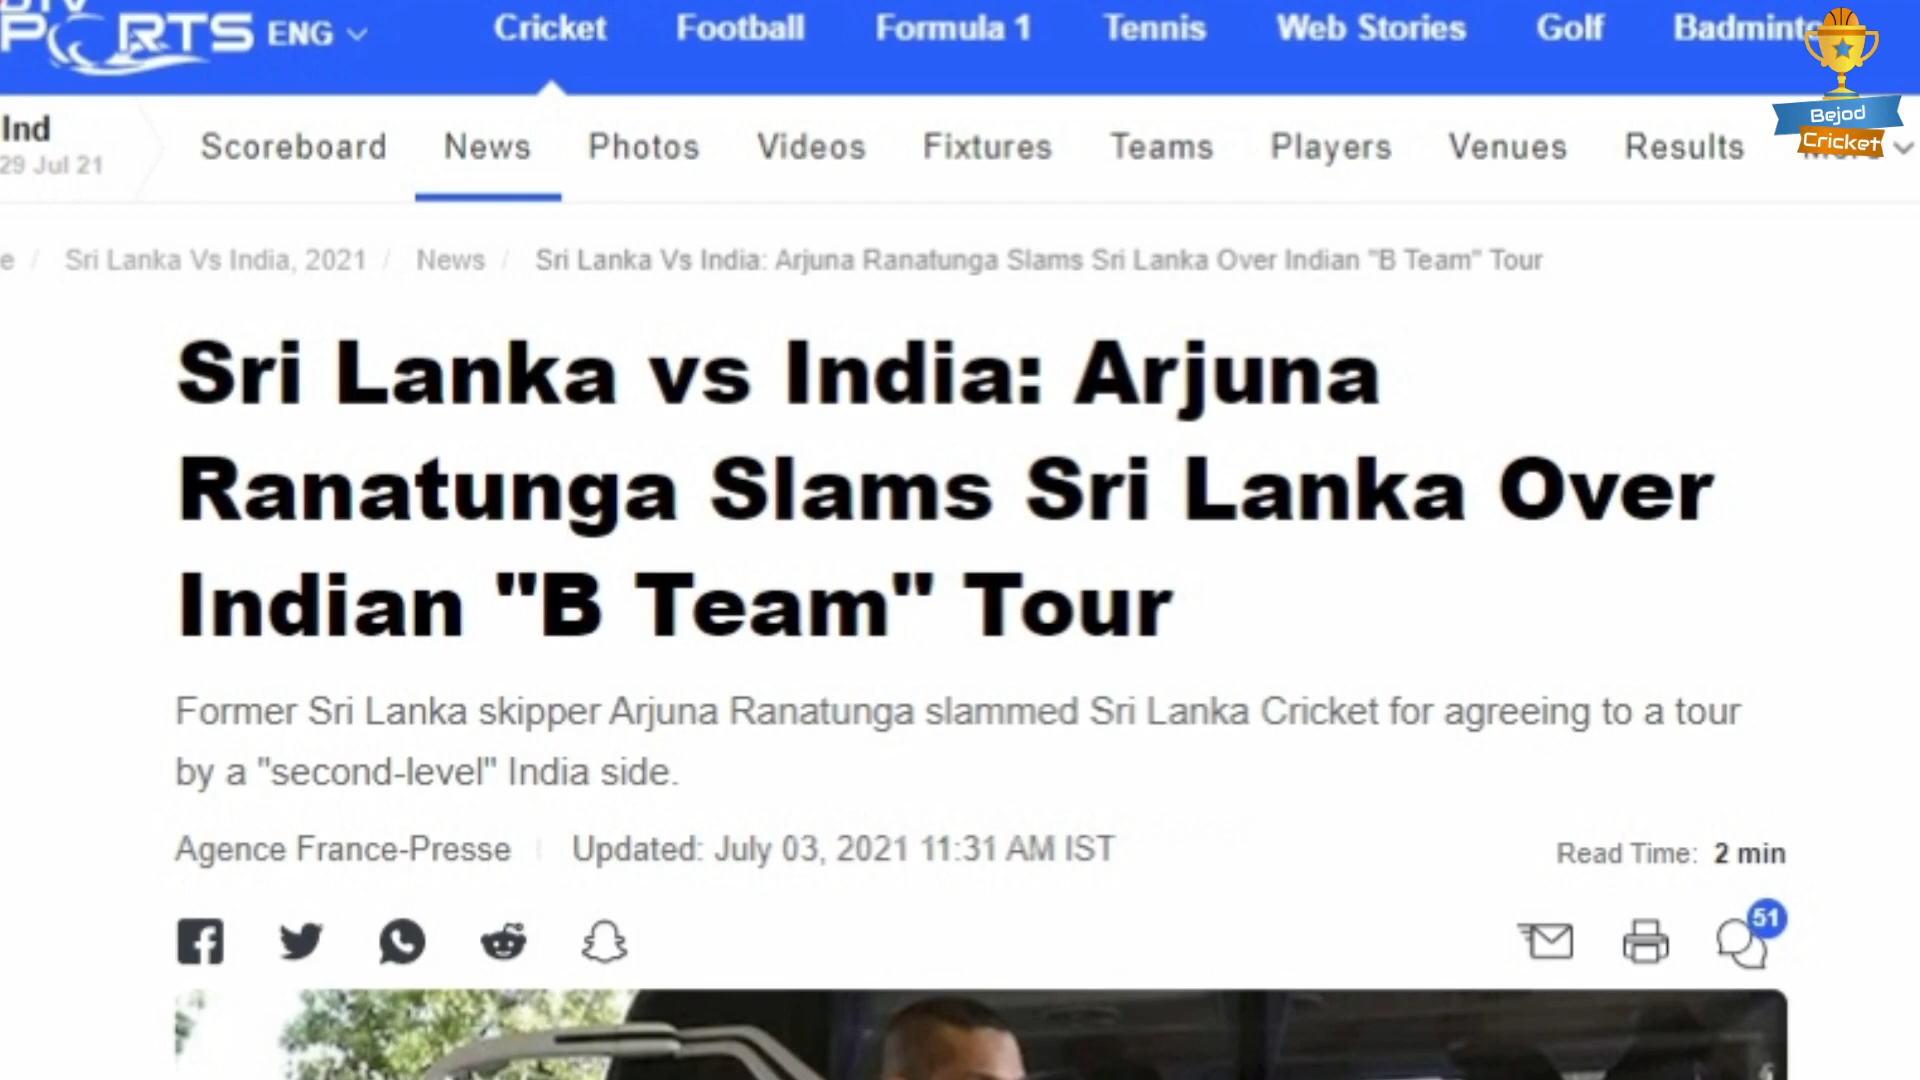 PORTS ENG Cricket Football Formula 1 Tennis Web Stories Golf
Bejod
Cricket
Ind
29 Jul 21
Scoreboard News Photos Videos Fixtures Teams Players Venues Results
e / Sri Lanka Vs India, 2021 / News / Sri Lanka Vs India: Arjuna Ranatunga Slams Sri Lanka Over Indian "B Team" Tour
Sri Lanka vs India: Arjuna
Ranatunga Slams Sri Lanka Over
Indian "B Team" Tour
Former Sri Lanka skipper Arjuna Ranatunga slammed Sri Lanka Cricket for agreeing to a tour
by a "second-level" India side.
Agence France-Presse Updated: July 03, 2021 11:31 AM IST
Read Time: 2 min
51